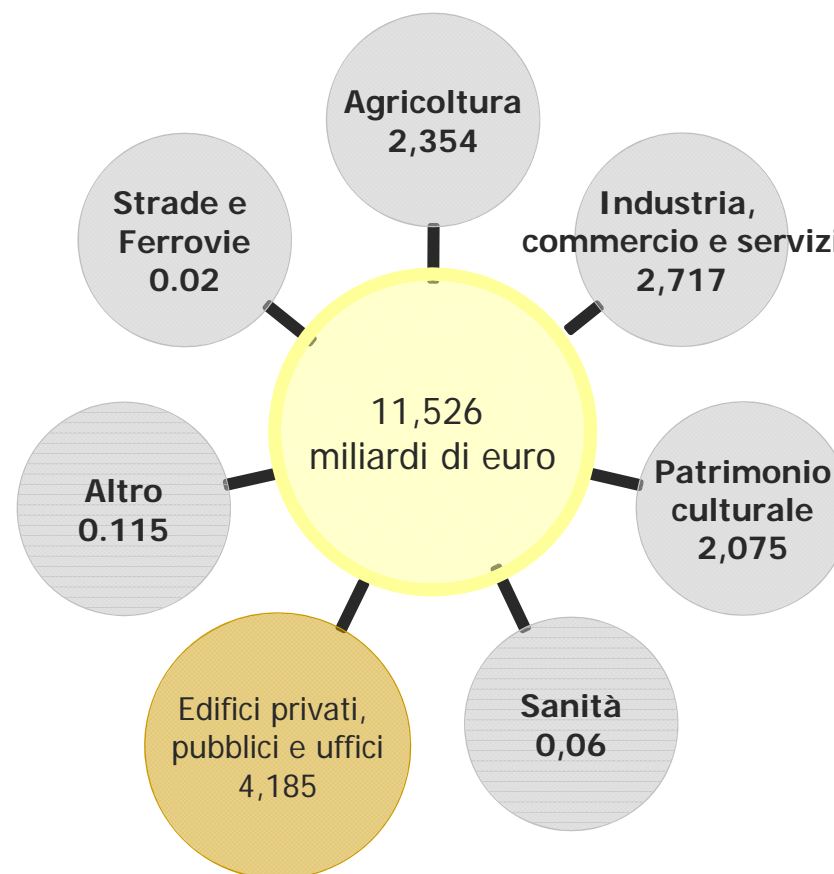 Agricoltura
2,354
Strade e
Ferrovie
0.02
Industria,
commercio e servizi
2,717
11,526
miliardi di euro
Altro
0.115
Patrimonio
culturale
2,075
Edifici privati,
pubblici e uffici
4,185
Sanità
0,06